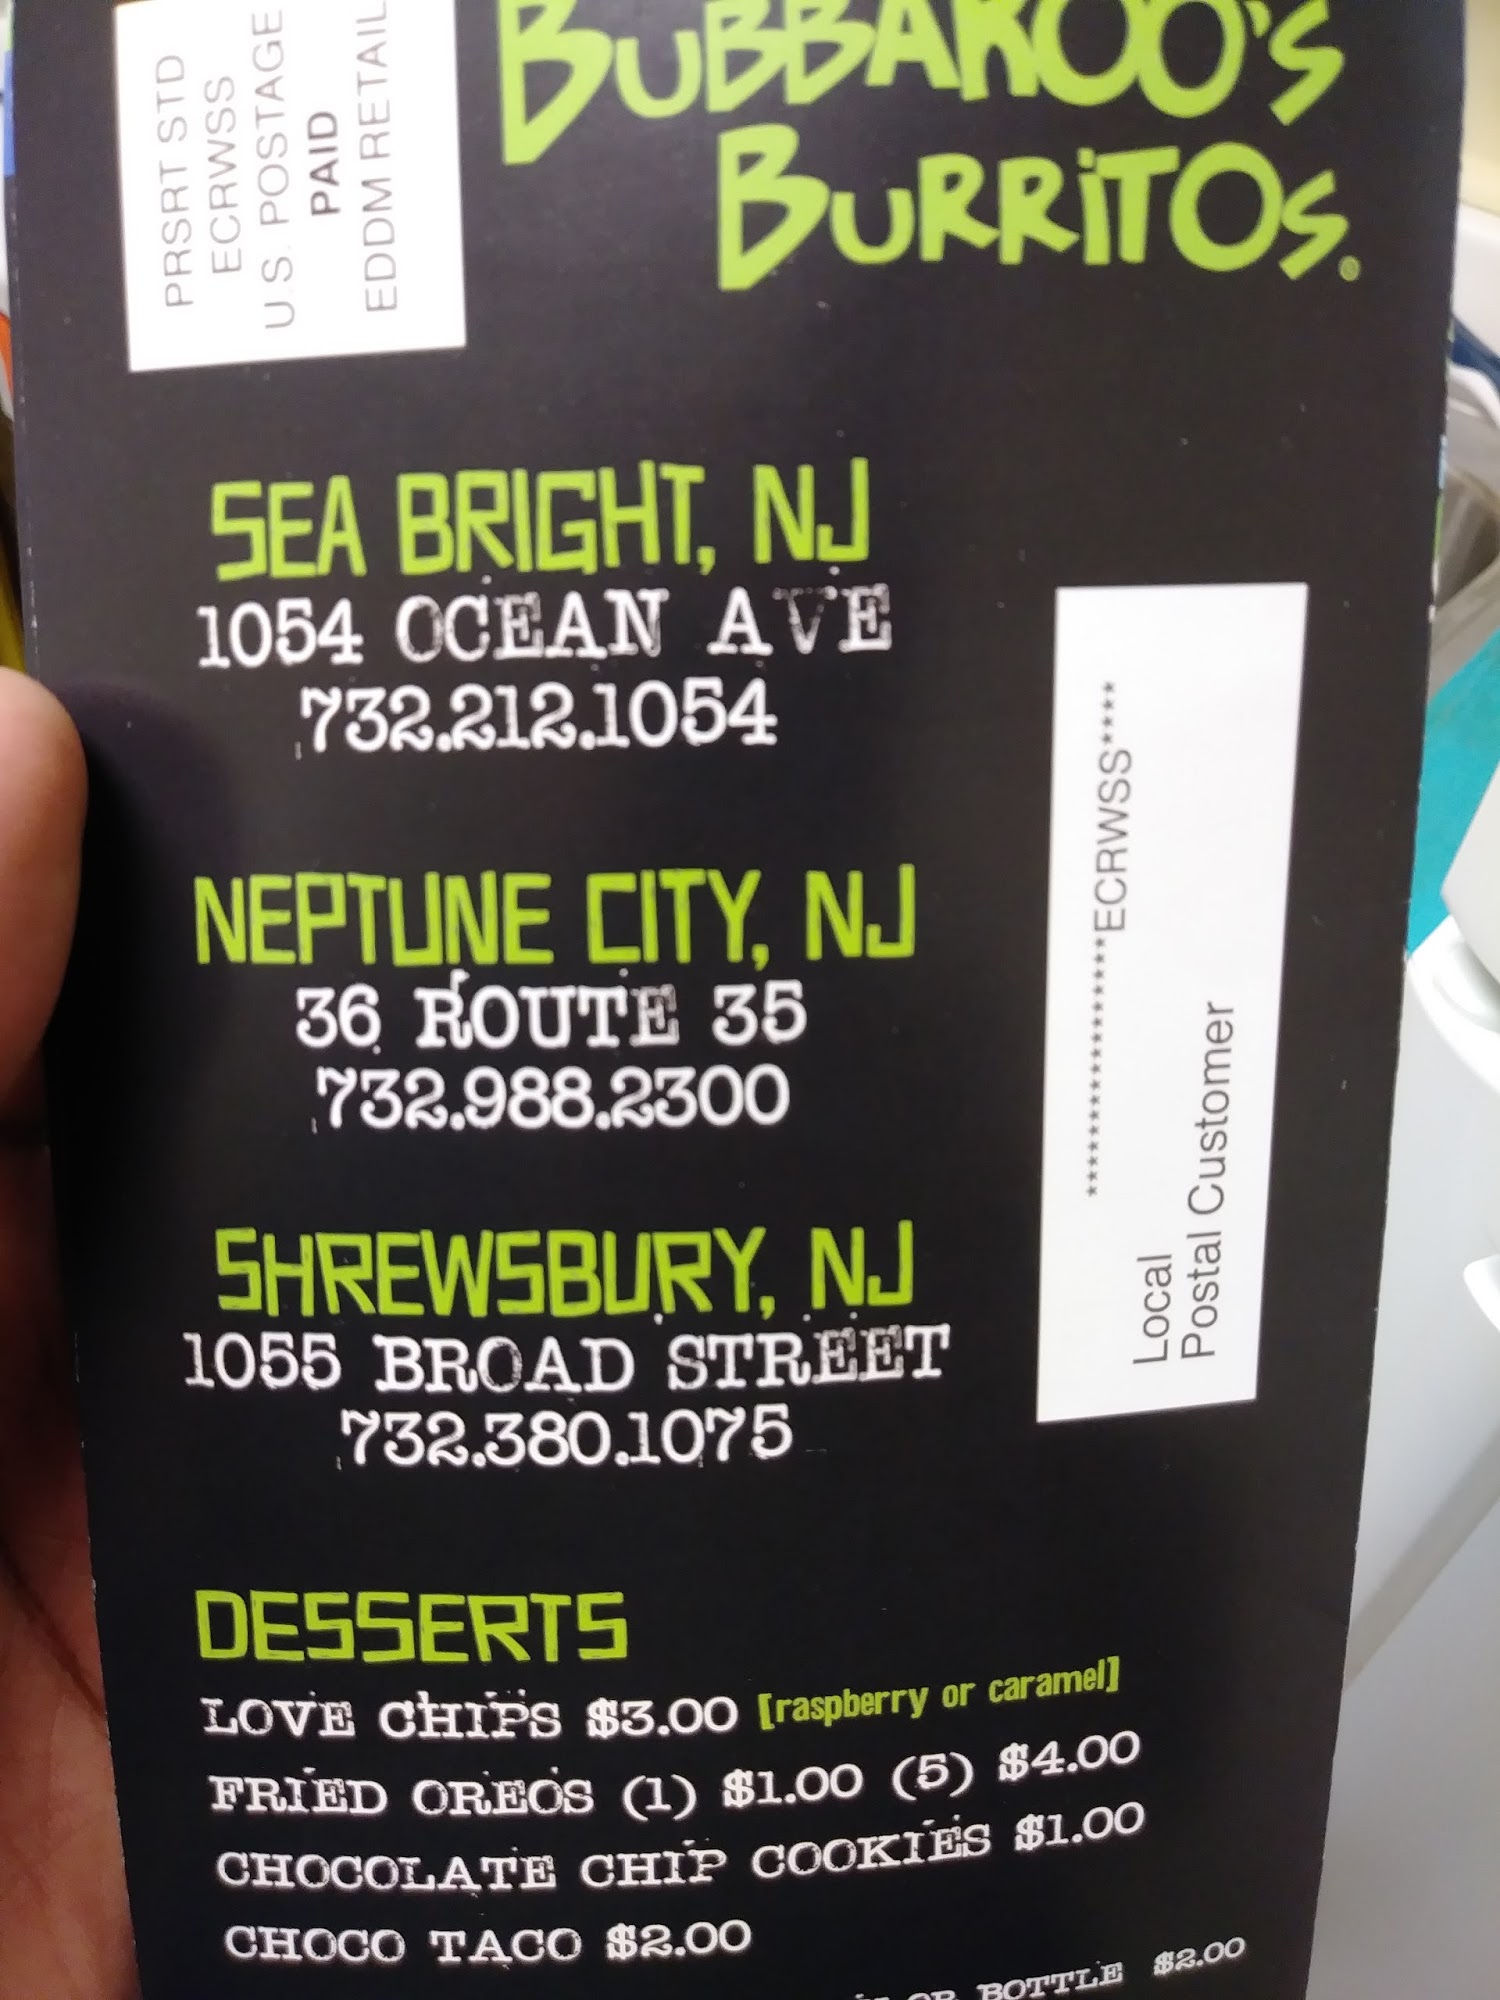 PRSRT STD
ECRWSS
U.S. POSTAGE
PAID
EDDM RETAIL
BUBBAKOO'S
BURRITOS®
SEA BRIGHT, NJ
1054 OCEAN AVE
732.212.1054
NEPTUNE CITY, NJ
36 ROUTE 35
732.988.2300
SHREWSBURY, NJ
1055 BROAD STREET
732.380.1075
*********************ECRWSS****
Local
Postal Customer
DESSERTS
LOVE CHIPS $3.00 [raspberry or caramel]
FRIED OREOS (1) $1.00 (5) $4.00
CHOCOLATE CHIP COOKIES $1.00
CHOCO TACO $2.00
OR BOTTLE $2.00